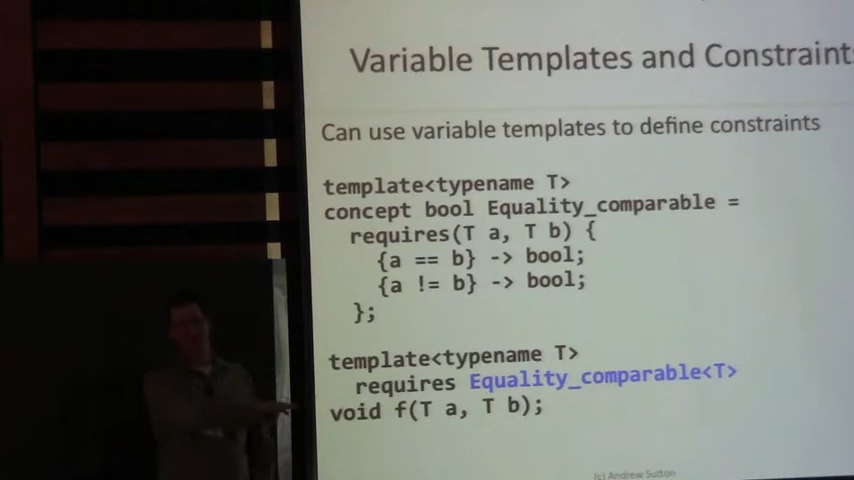 Variable Templates and Constraints
Can use variable templates to define constraints
template<typename T>
concept bool Equality_comparable =
requires(T a, T b) {
{a == b} -> bool;
{a != b} -> bool;
};
template<typename T>
requires Equality_comparable<T>
void f(T a, T b);
(c) Andrew Sutton